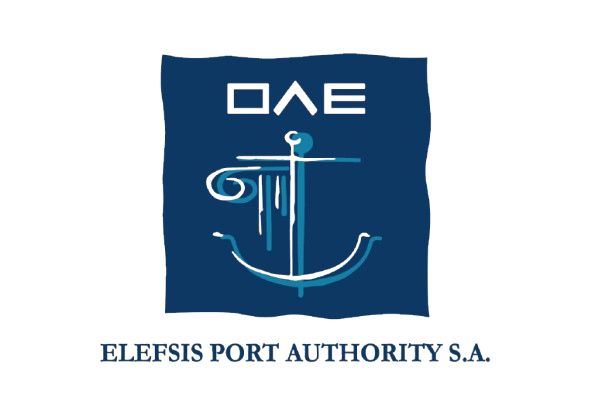 ΟΛΕ
ELEFSIS PORT AUTHORITY S.A.